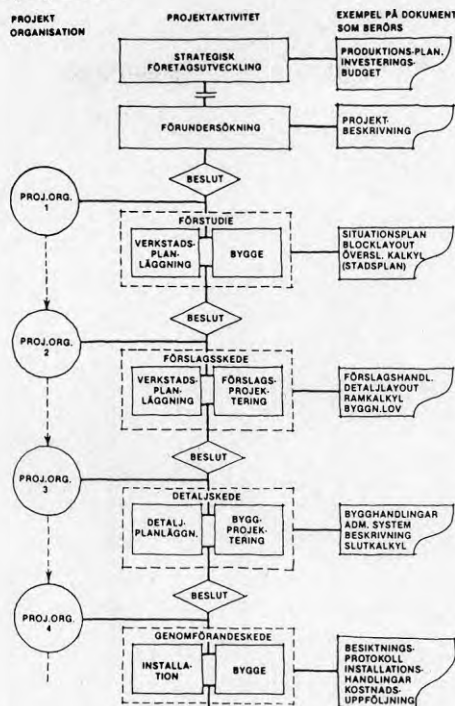 PROJEKT
ORGANISATION
PROJEKTAKTIVITET
EXEMPEL PÅ DOKUMENT
SOM BERÖRS
STRATEGISK
FÖRETAGSUTVECKLING
PRODUKTIONS-PLAN,
INVESTERINGS-
BUDGET
FÖRUNDERSÖKNING
PROJEKT-
BESKRIVNING
BESLUT
PROJ.ORG.
1
FÖRSTUDIE
VERKSTADS-
PLAN-
LÄGGNING
BYGGE
SITUATIONSPLAN
BLOCKLAYOUT
ÖVERSL. KALKYL
(STADSPLAN)
BESLUT
PROJ.ORG.
2
FÖRSLAGSSKEDE
VERKSTADS-
PLAN-
LÄGGNING
FÖRSLAGS-
PROJEK-
TERING
FÖRSLAGSHANDL.
DETALJLAYOUT
RAMKALKYL
BYGGN.LOV
BESLUT
PROJ.ORG.
3
DETALJSKEDE
DETALJ-
PLANLÄGGN.
BYGG-
PROJEK-
TERING
BYGGHANDLINGAR
ADM. SYSTEM
BESKRIVNING
SLUTKALKYL
BESLUT
PROJ.ORG.
4
GENOMFÖRANDESKEDE
INSTALLA-
TION
BYGGE
BESIKTNINGS-
PROTOKOLL
INSTALLATIONS-
HANDLINGAR
KOSTNADS-
UPPFÖLJNING